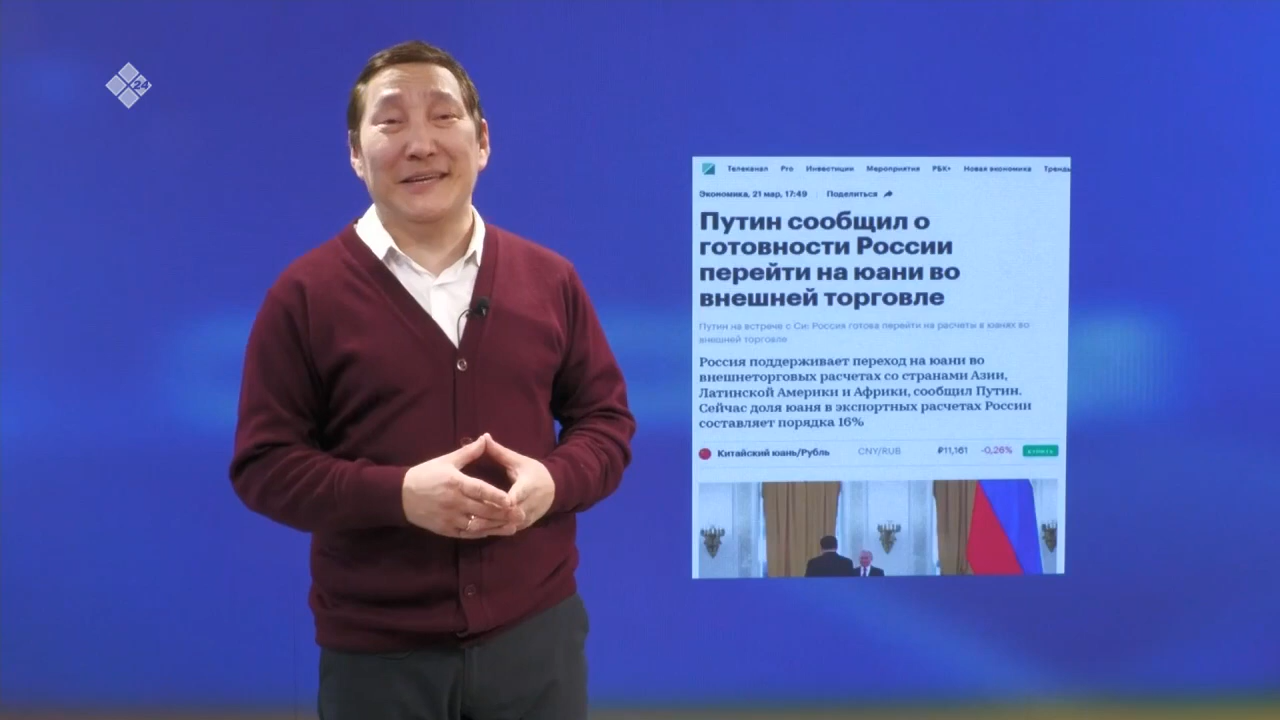 x24
Телеканал Pro Инвестиции Мероприятия РБК+ Новая экономика Тренды
Экономика, 21 мар, 17:49 Поделиться
Путин сообщил о
готовности России
перейти на юани во
внешней торговле
Путин на встрече с Си: Россия готова перейти на расчеты в юанях во
внешней торговле
Россия поддерживает переход на юани во
внешнеторговых расчетах со странами Азии,
Латинской Америки и Африки, сообщил Путин.
Сейчас доля юаня в экспортных расчетах России
составляет порядка 16%
Китайский юань/Рубль CNY/RUB ₽11,161 -0,26% КУПИТЬ